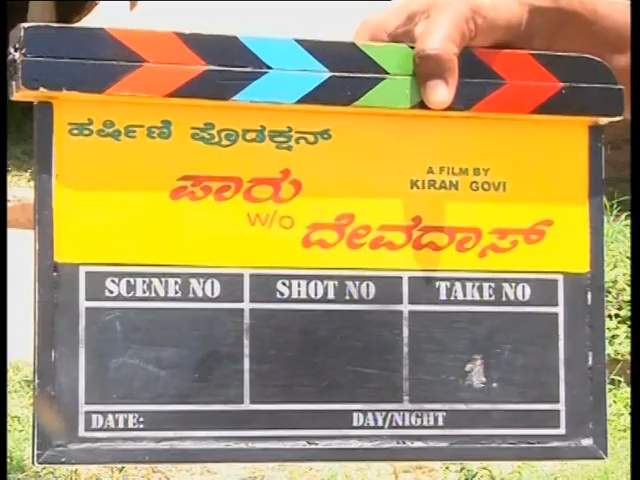 ಹರ್ಷಿಣಿ ಪ್ರೊಡಕ್ಷನ್
A FILM BY
KIRAN GOVI
ಪಾರು
w/o ದೇವದಾಸ್
SCENE NO SHOT NO TAKE NO
DATE: DAY/NIGHT